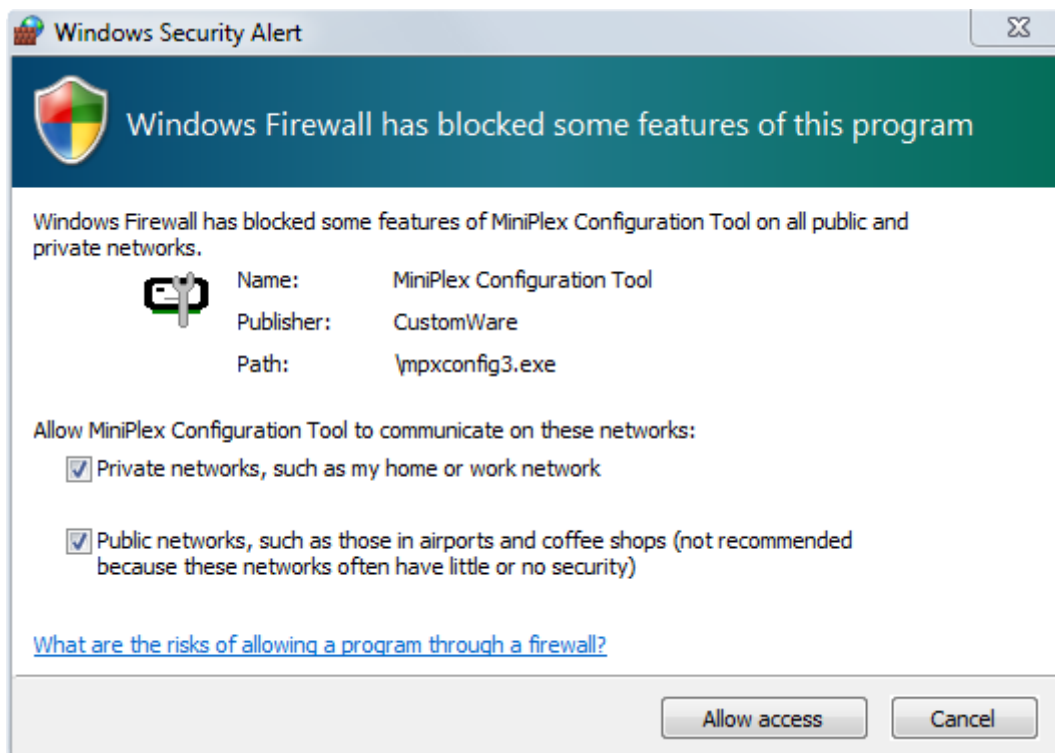 Windows Security Alert
Windows Firewall has blocked some features of this program
Windows Firewall has blocked some features of MiniPlex Configuration Tool on all public and
private networks.
Name: MiniPlex Configuration Tool
Publisher: CustomWare
Path: \mpxconfig3.exe
Allow MiniPlex Configuration Tool to communicate on these networks:
Private networks, such as my home or work network
Public networks, such as those in airports and coffee shops (not recommended
because these networks often have little or no security)
What are the risks of allowing a program through a firewall?
Allow access Cancel